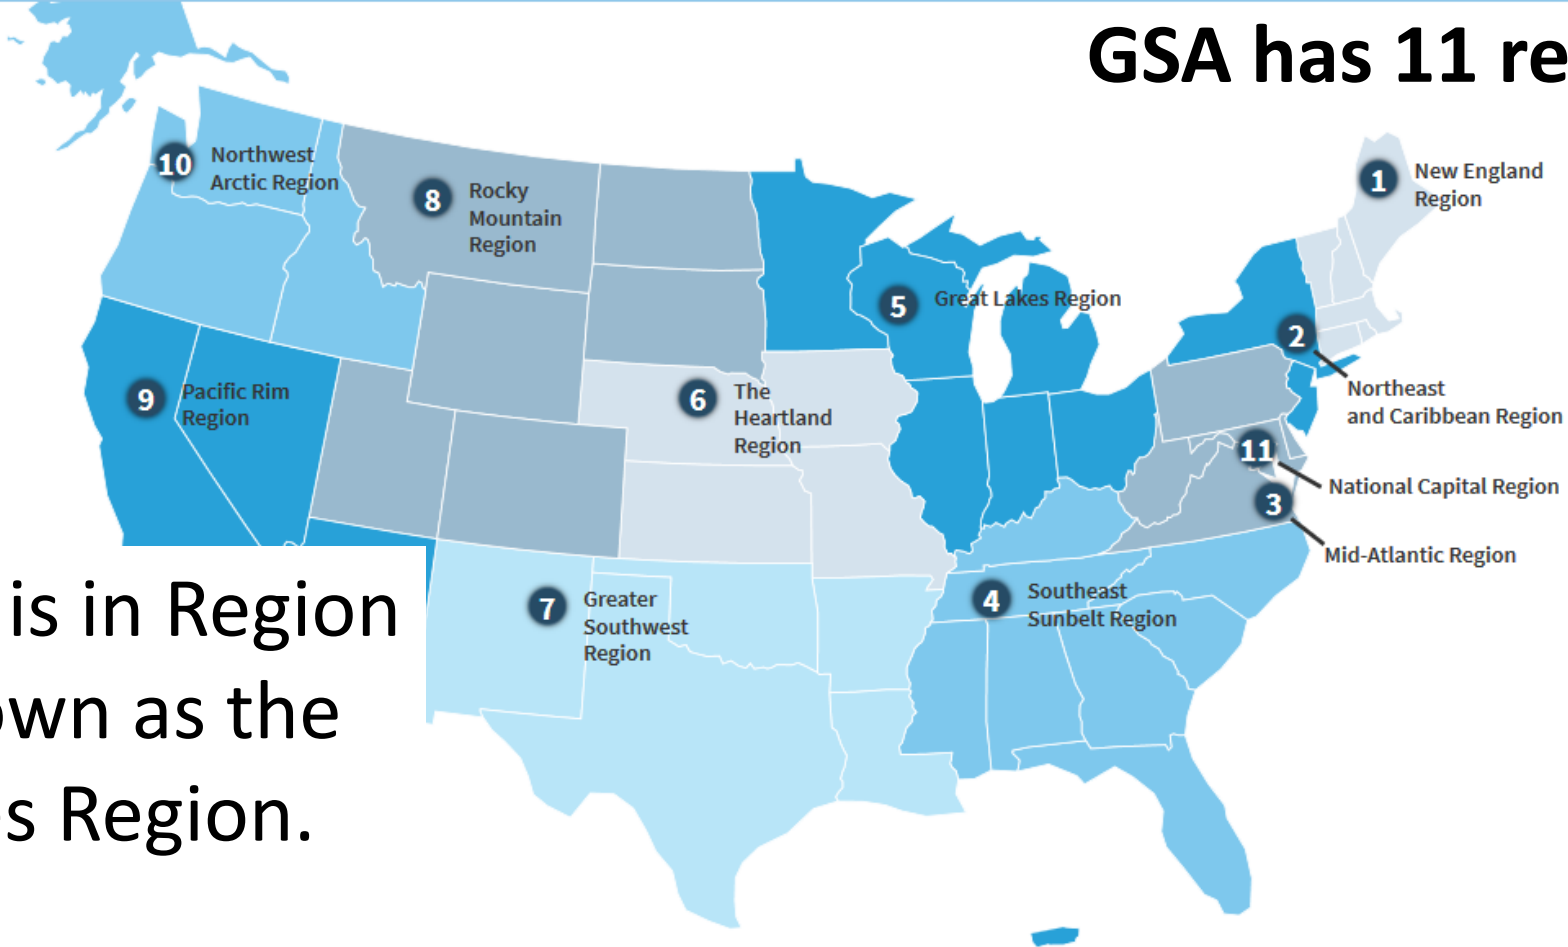 GSA has 11 re
10
Northwest
Arctic Region
8
Rocky
Mountain
Region
1
New England
Region
5
Great Lakes Region
2
Northeast
and Caribbean Region
9
Pacific Rim
Region
6
The
Heartland
Region
11
National Capital Region
3
Mid-Atlantic Region
7
Greater
Southwest
Region
4
Southeast
Sunbelt Region
is in Region
own as the
s Region.